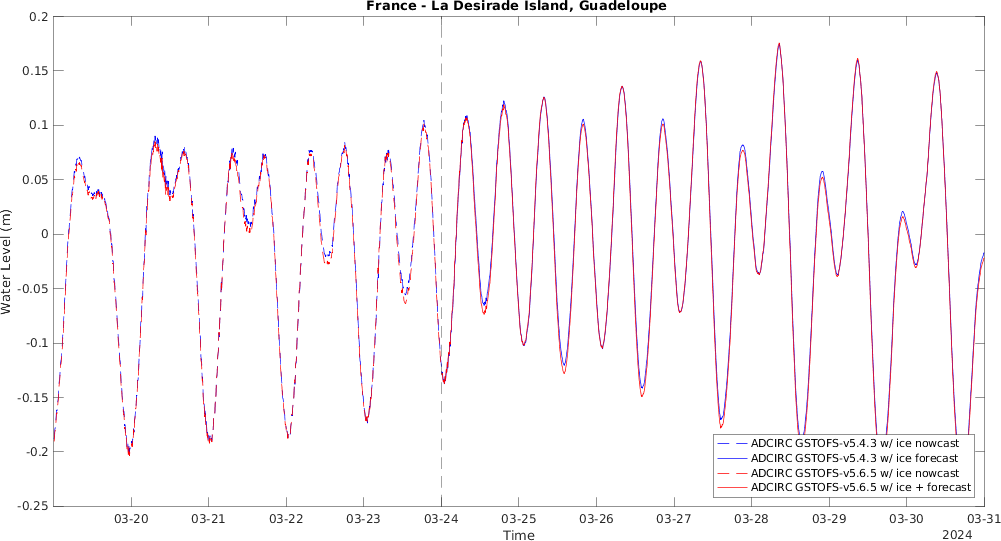 France - La Desirade Island, Guadeloupe
0.2
0.15
0.1
0.05
0
-0.05
-0.1
-0.15
-0.2
-0.25
Water Level (m)
ADCIRC GSTOFS-v5.4.3 w/ ice nowcast
ADCIRC GSTOFS-v5.4.3 w/ ice forecast
ADCIRC GSTOFS-v5.6.5 w/ ice nowcast
ADCIRC GSTOFS-v5.6.5 w/ ice + forecast
03-20 03-21 03-22 03-23 03-24 03-25 03-26 03-27 03-28 03-29 03-30 03-31
Time
2024